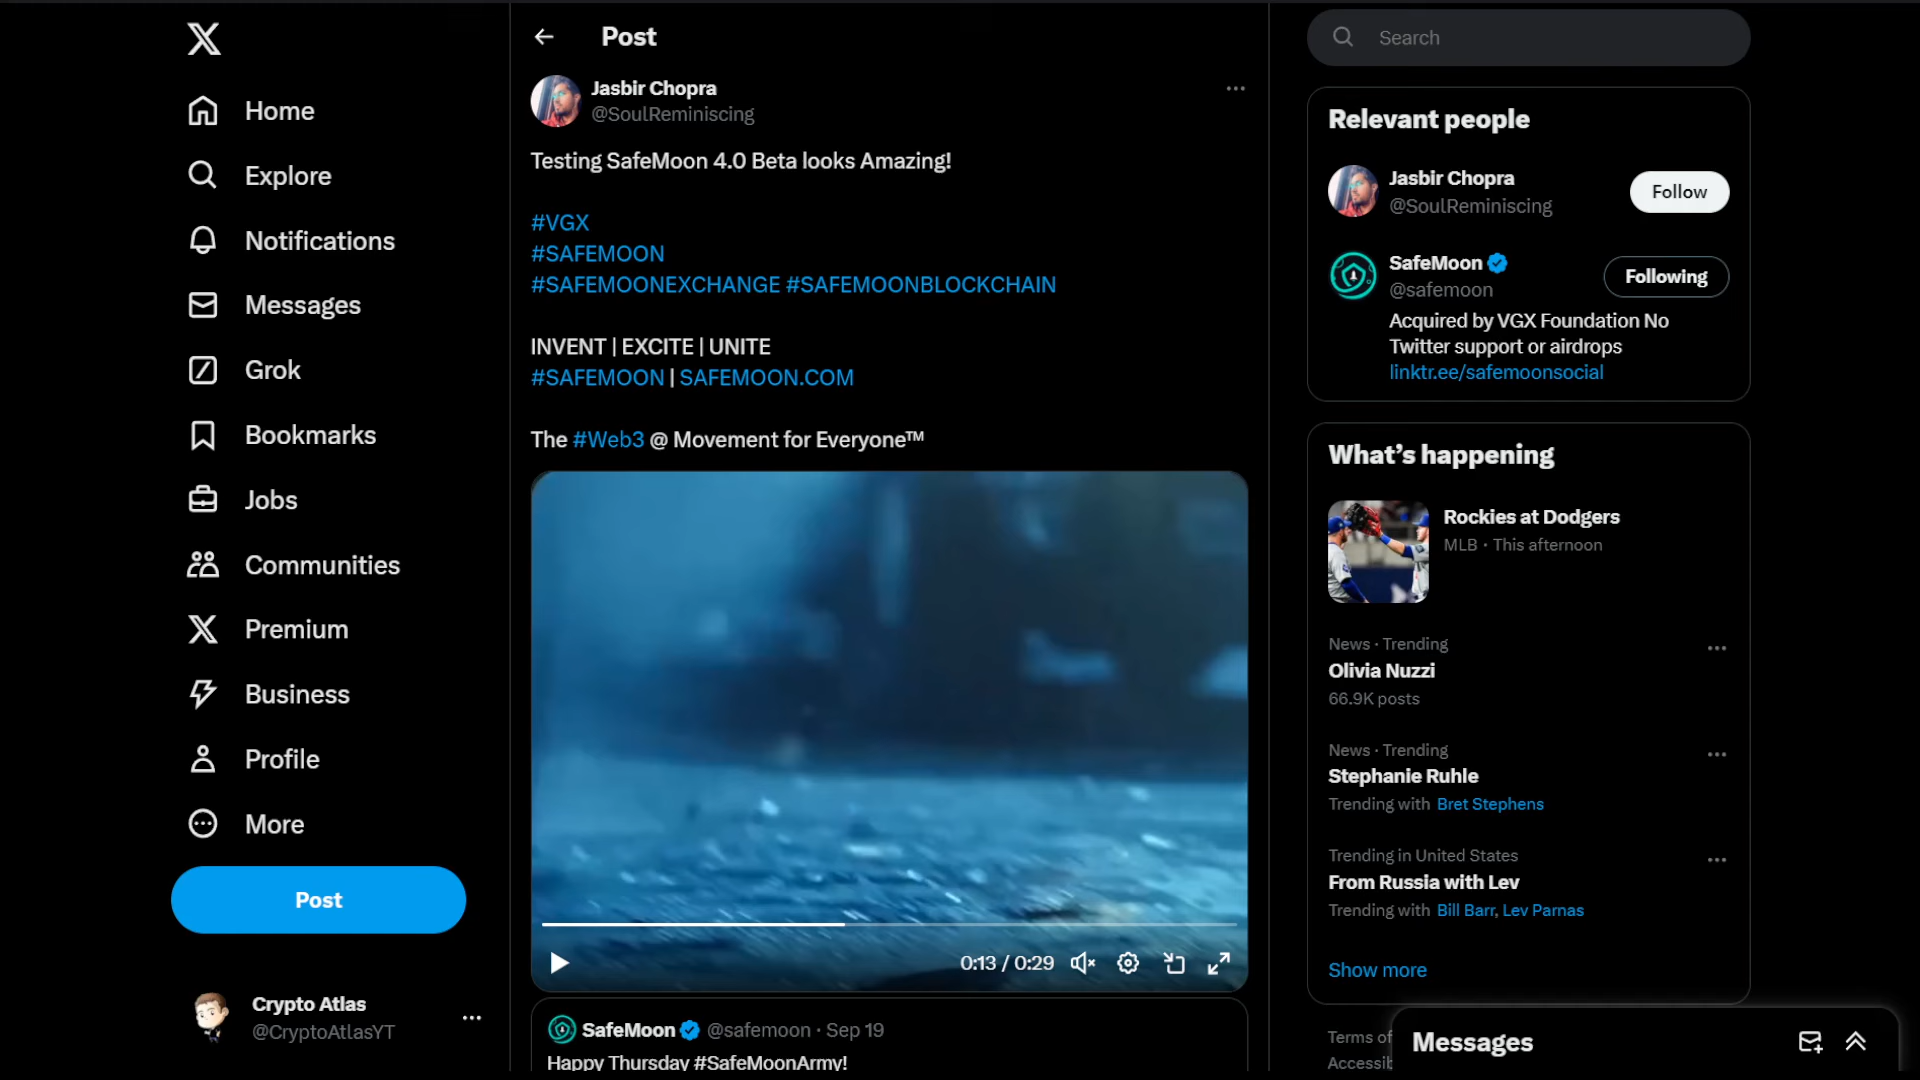 Home
Explore
Notifications
Messages
Grok
Bookmarks
Jobs
Communities
Premium
Business
Profile
More
Post
Crypto Atlas
@CryptoAtlasYT
Post
Jasbir Chopra
@SoulReminiscing
Testing SafeMoon 4.0 Beta looks Amazing!
#VGX
#SAFEMOON
#SAFEMOONEXCHANGE #SAFEMOONBLOCKCHAIN
INVENT | EXCITE | UNITE
#SAFEMOON | SAFEMOON.COM
The #Web3 @ Movement for Everyone™
0:13 / 0:29
SafeMoon @safemoon · Sep 19
Happy Thursday #SafeMoonArmy!
Search
Relevant people
Jasbir Chopra
@SoulReminiscing
Follow
SafeMoon
@safemoon
Following
Acquired by VGX Foundation No
Twitter support or airdrops
linktr.ee/safemoonsocial
What's happening
Rockies at Dodgers
MLB · This afternoon
News · Trending
Olivia Nuzzi
66.9K posts
News · Trending
Stephanie Ruhle
Trending with Bret Stephens
Trending in United States
From Russia with Lev
Trending with Bill Barr, Lev Parnas
Show more
Terms of
Messages